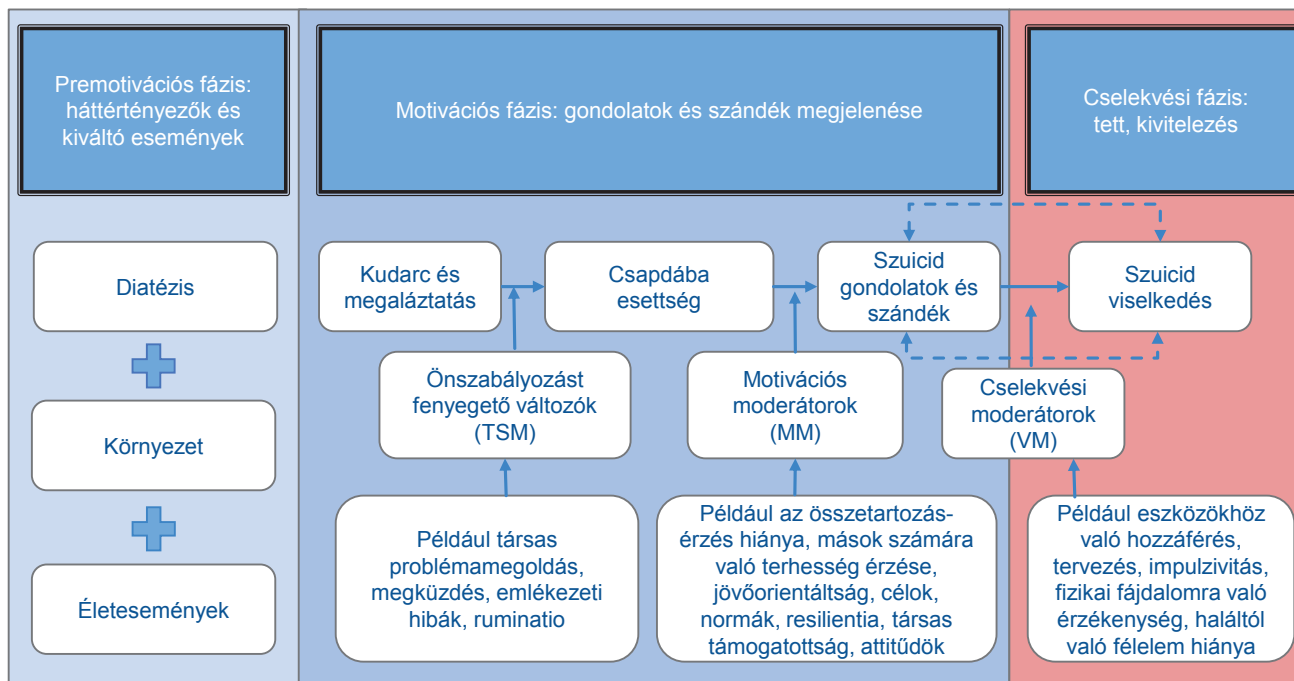 Premotivációs fázis:
háttértényezők és
kiváltó események
Motivációs fázis: gondolatok és szándék megjelenése
Cselekvési fázis:
tett, kivitelezés
Diatézis
Környezet
Életesemények
Kudarc és
megaláztatás
Csapdába
esettség
Szuicid
gondolatok és
szándék
Szuicid
viselkedés
Önszabályozást
fenyegető változók
(TSM)
Motivációs
moderátorok
(MM)
Cselekvési
moderátorok
(VM)
Például társas
problémamegoldás,
megküzdés, emlékezeti
hibák, ruminatio
Például az összetartozás-
érzés hiánya, mások számára
való terhesség érzése,
jövőorientáltság, célok,
normák, resilientia, társas
támogatottság, attitűdök
Például eszközökhöz
való hozzáférés,
tervezés, impulzivitás,
fizikai fájdalomra való
érzékenység, haláltól
való félelem hiánya